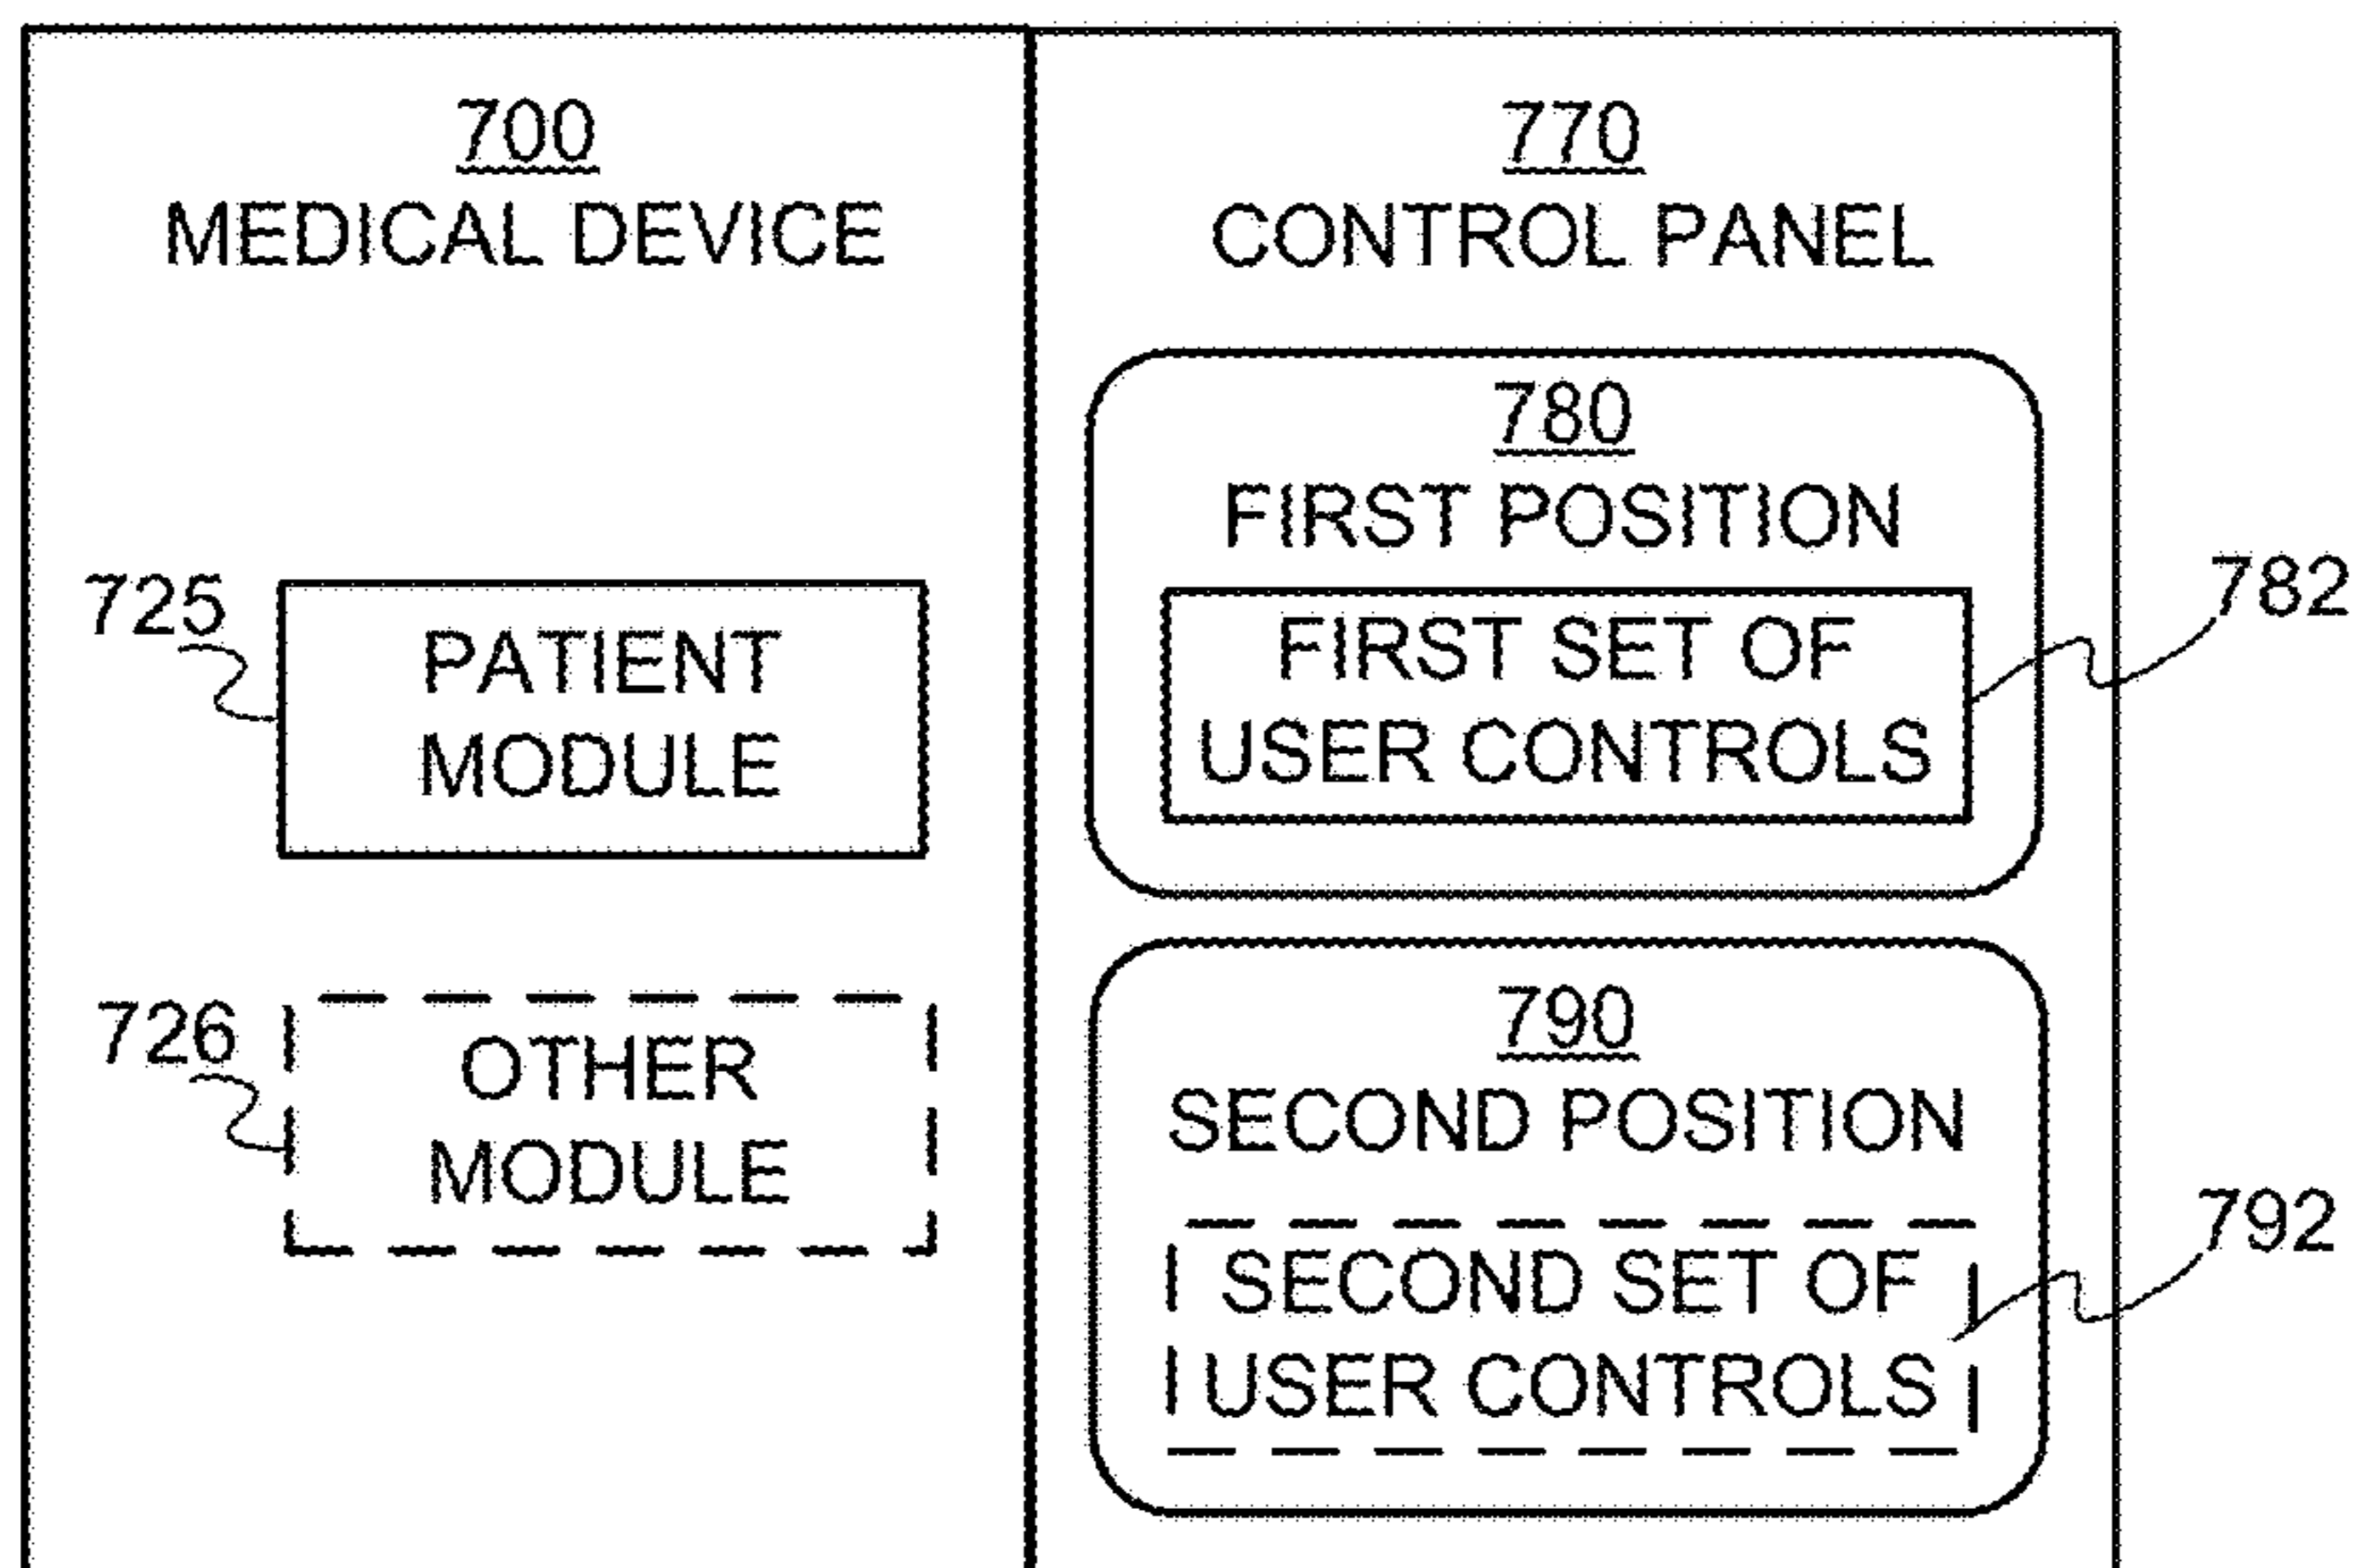 700
MEDICAL DEVICE
725
PATIENT
MODULE
726
OTHER
MODULE
770
CONTROL PANEL
780
FIRST POSITION
782
FIRST SET OF
USER CONTROLS
790
SECOND POSITION
792
SECOND SET OF
USER CONTROLS